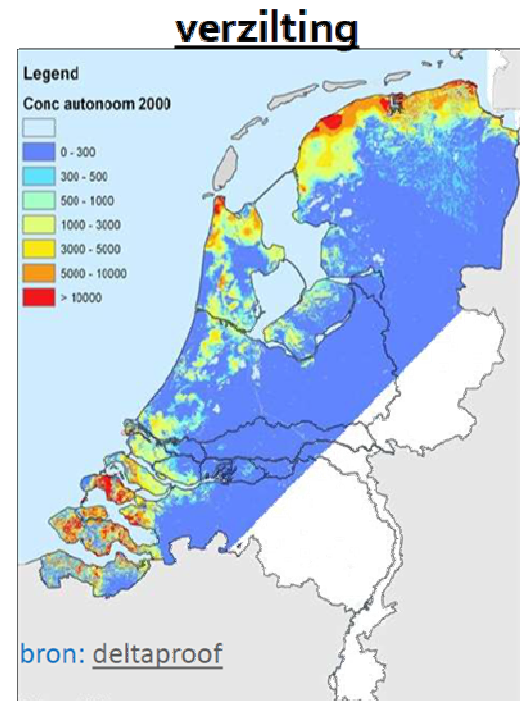 verzilting
Legend
Conc autonoom 2000
0 - 300
300 - 500
500 - 1000
1000 - 3000
3000 - 5000
5000 - 10000
> 10000
bron: deltaproof